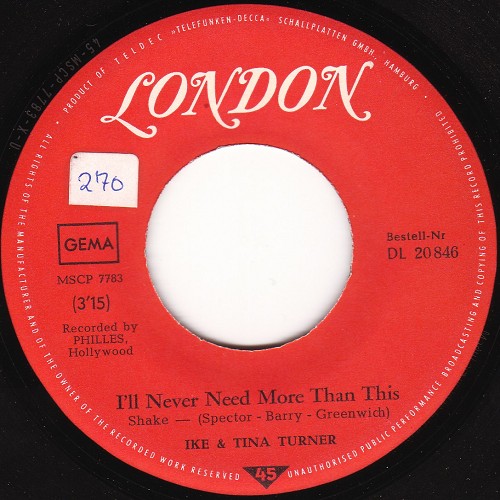 PRODUCT OF TELDEC »TELEFUNKEN-DECCA« SCHALLPLATTEN GMBH. HAMBURG
LONDON
270
GEMA
MSCP 7783
(3'15)
Recorded by
PHILLES,
Hollywood
Bestell-Nr
DL 20 846
I'll Never Need More Than This
Shake — (Spector - Barry - Greenwich)
IKE & TINA TURNER
45
ALL RIGHTS OF THE MANUFACTURER AND OF THE OWNER OF THE RECORDED WORK RESERVED
UNAUTHORISED PUBLIC PERFORMANCE BROADCASTING AND COPYING OF THIS RECORD PROHIBITED